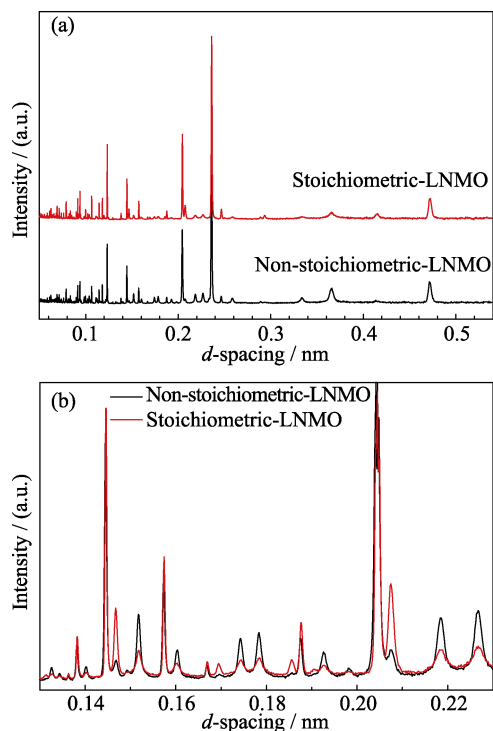 (a)
Intensity / (a.u.)
Stoichiometric-LNMO
Non-stoichiometric-LNMO
0.1 0.2 0.3 0.4 0.5
d-spacing / nm
(b)
Non-stoichiometric-LNMO
Stoichiometric-LNMO
Intensity / (a.u.)
0.14 0.16 0.18 0.20 0.22
d-spacing / nm